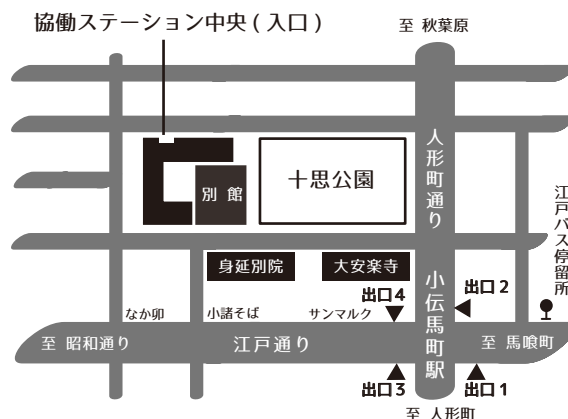 協働ステーション中央 ( 入口 )
至 秋葉原
人形町通り
別 館
十思公園
江戸バス停留所
身延別院
大安楽寺
小伝馬町駅
出口２
出口４
なか卯
小諸そば
サンマルク
至 昭和通り
江戸通り
至 馬喰町
出口３
出口１
至 人形町